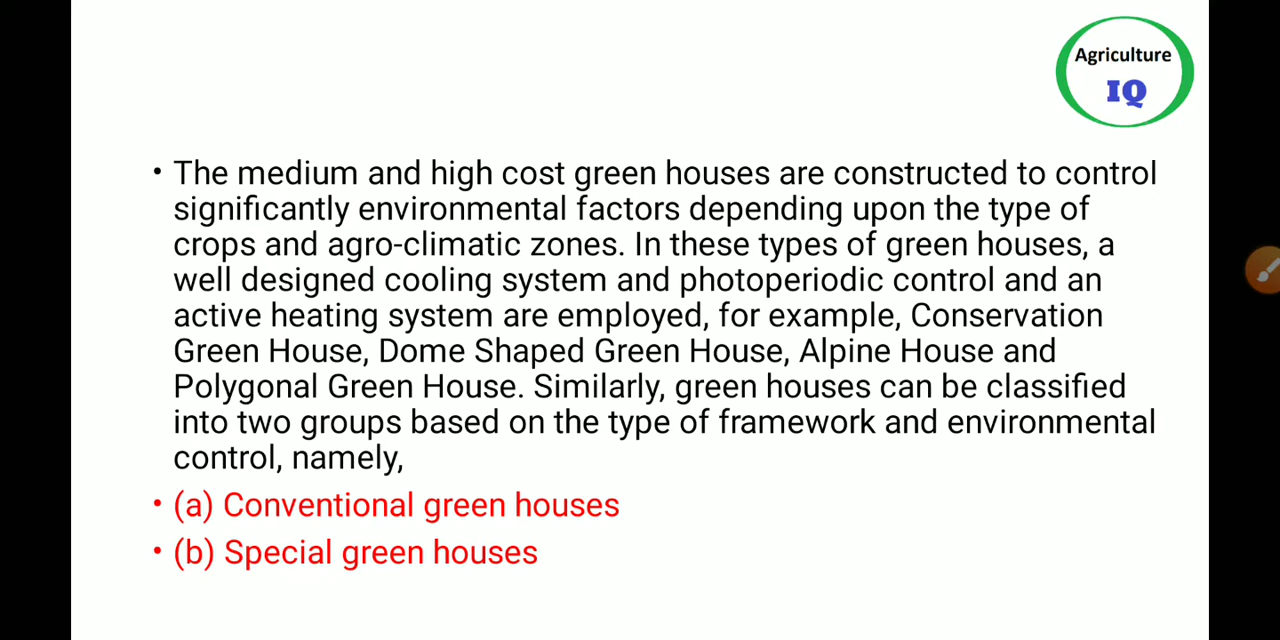 Agriculture
IQ
• The medium and high cost green houses are constructed to control
significantly environmental factors depending upon the type of
crops and agro-climatic zones. In these types of green houses, a
well designed cooling system and photoperiodic control and an
active heating system are employed, for example, Conservation
Green House, Dome Shaped Green House, Alpine House and
Polygonal Green House. Similarly, green houses can be classified
into two groups based on the type of framework and environmental
control, namely,
• (a) Conventional green houses
• (b) Special green houses